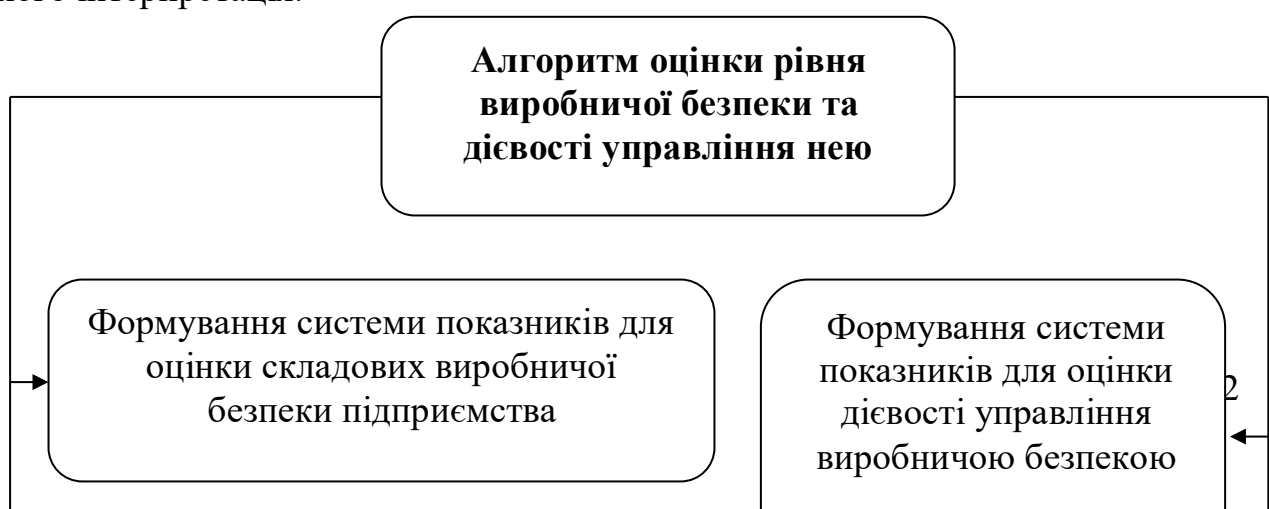 Алгоритм оцінки рівня
виробничої безпеки та
дієвості управління нею
Формування системи показників для
оцінки складових виробничої
безпеки підприємства
Формування системи
показників для оцінки
дієвості управління
виробничою безпекою
2